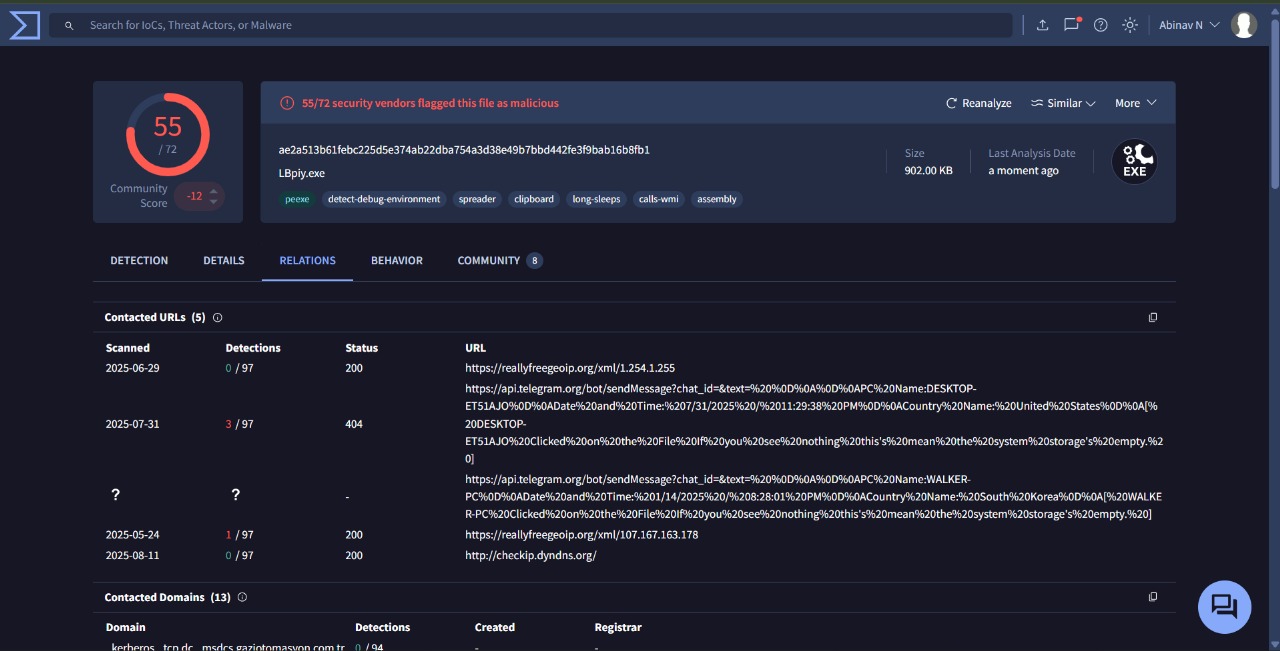 Search for IoCs, Threat Actors, or Malware
Abinav N
55
/ 72
Community
Score
-12
55/72 security vendors flagged this file as malicious
Reanalyze
Similar
More
ae2a513b61febc225d5e374ab22dba754a3d38e49b7bbd442fe3f9bab16b8fb1
LBpiy.exe
peexe
detect-debug-environment
spreader
clipboard
long-sleeps
calls-wmi
assembly
Size
902.00 KB
Last Analysis Date
a moment ago
EXE
DETECTION
DETAILS
RELATIONS
BEHAVIOR
COMMUNITY 8
Contacted URLs (5)
Scanned Detections Status URL
2025-06-29 0 / 97 200 https://reallyfreegeoip.org/xml/1.254.1.255
https://api.telegram.org/bot/sendMessage?chat_id=&text=%20%0D%0A%0D%0APC%20Name:DESKTOP-
ET51AJO%0D%0ADate%20and%20Time:%207/31/2025%20/%2011:29:38%20PM%0D%0ACountry%20Name:%20United%20States%0D%0A[%
2025-07-31 3 / 97 404 20DESKTOP-
ET51AJO%20Clicked%20on%20the%20File%20If%20you%20see%20nothing%20this's%20mean%20the%20system%20storage's%20empty.%2
0]
https://api.telegram.org/bot/sendMessage?chat_id=&text=%20%0D%0A%0D%0APC%20Name:WALKER-
? ? - PC%0D%0ADate%20and%20Time:%201/14/2025%20/%208:28:01%20PM%0D%0ACountry%20Name:%20South%20Korea%0D%0A[%20WALKE
R-PC%20Clicked%20on%20the%20File%20If%20you%20see%20nothing%20this's%20mean%20the%20system%20storage's%20empty.%20]
2025-05-24 1 / 97 200 https://reallyfreegeoip.org/xml/107.167.163.178
2025-08-11 0 / 97 200 http://checkip.dyndns.org/
Contacted Domains (13)
Domain Detections Created Registrar
_kerberos._tcp.dc._msdcs.gaziotomasyon.com.tr 0 / 94 - -